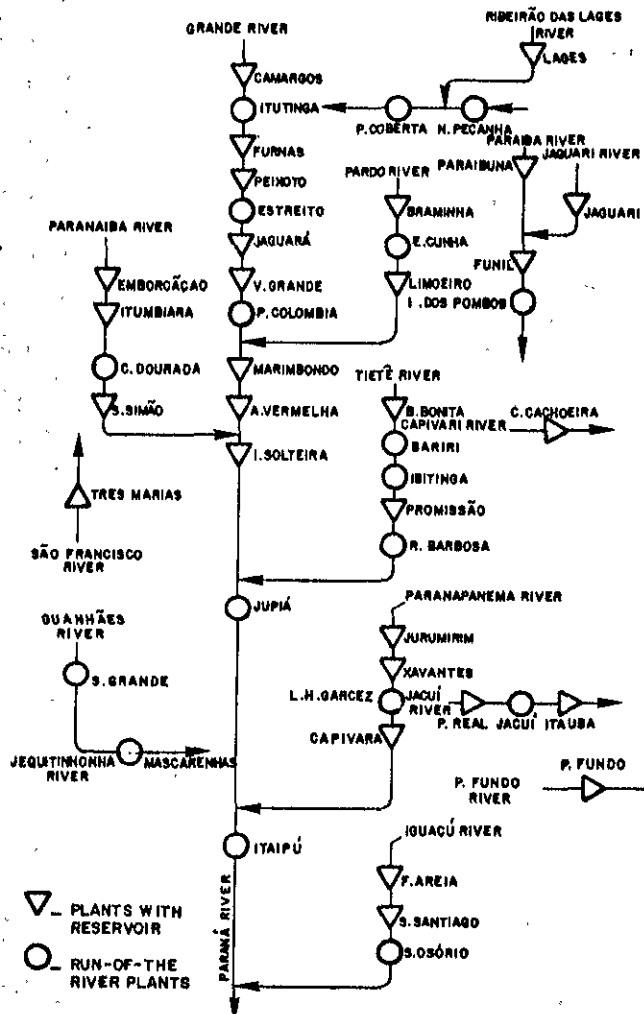 GRANDE RIVER
RIBEIRÃO DAS LAGES
RIVER
LAGES
CAMARGOS
ITUTINGA
P.COBERTA
N.PECANHA
PARAIBA RIVER
JAQUARI RIVER
PARAIBUNA
JAGUARI
FURNAS
PEIXOTO
PARDO RIVER
ESTREITO
BRAMINHA
PARANAIBA RIVER
JAGUARÁ
E.CUNHA
FUNIL
EMBORCAÇAO
V.GRANDE
LIMOEIRO
I.DOS POMBOS
ITUMBIARA
P.COLOMBIA
C.DOURADA
MARIMBONDO
TIETÊ RIVER
S.SIMÃO
A.VERMELHA
B.BONITA
CAPIVARI RIVER
C.CACHOEIRA
BARIRI
I.SOLTEIRA
IBITINGA
TRES MARIAS
PROMISSÃO
SÃO FRANCISCO
RIVER
R.BARBOSA
JUPIÁ
PARANAPANEMA RIVER
GUANHÃES
RIVER
JURUMIRIM
XAVANTES
S.GRANDE
L.H.GARCEZ
JACUÍ
RIVER
P.REAL
JACUÍ
ITAUBA
CAPIVARA
JEQUITINHONHA
RIVER
MASCARENHAS
P. FUNDO
P. FUNDO
RIVER
ITAIPÚ
IGUAÇÚ RIVER
F.AREIA
S.SANTIAGO
S.OSÓRIO
PARANÁ RIVER
PLANTS WITH
RESERVOIR
RUN-OF-THE
RIVER PLANTS